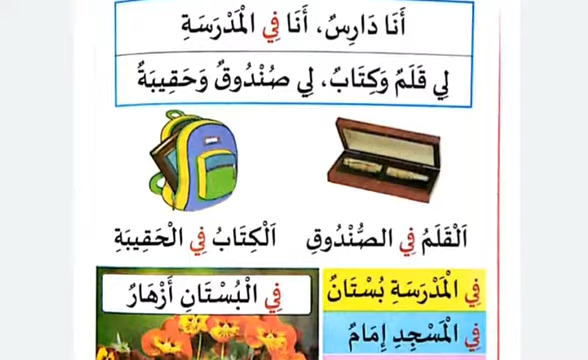 أَنَا دَارِسٌ، أَنَا فِي الْمَدْرَسَةِ
لِي قَلَمٌ وَكِتَابٌ، لِي صُنْدُوقٌ وَحَقِيبَةٌ
اَلْقَلَمُ فِي الصُّنْدُوقِ
اَلْكِتَابُ فِي الْحَقِيبَةِ
فِي الْمَدْرَسَةِ بُسْتَانٌ
فِي الْبُسْتَانِ أَزْهَارٌ
فِي الْمَسْجِدِ إِمَامٌ